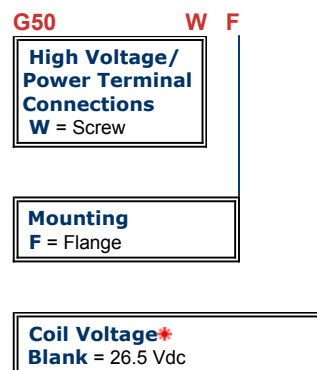 G50 W F
High Voltage/
Power Terminal
Connections
W = Screw
Mounting
F = Flange
Coil Voltage*
Blank = 26.5 Vdc